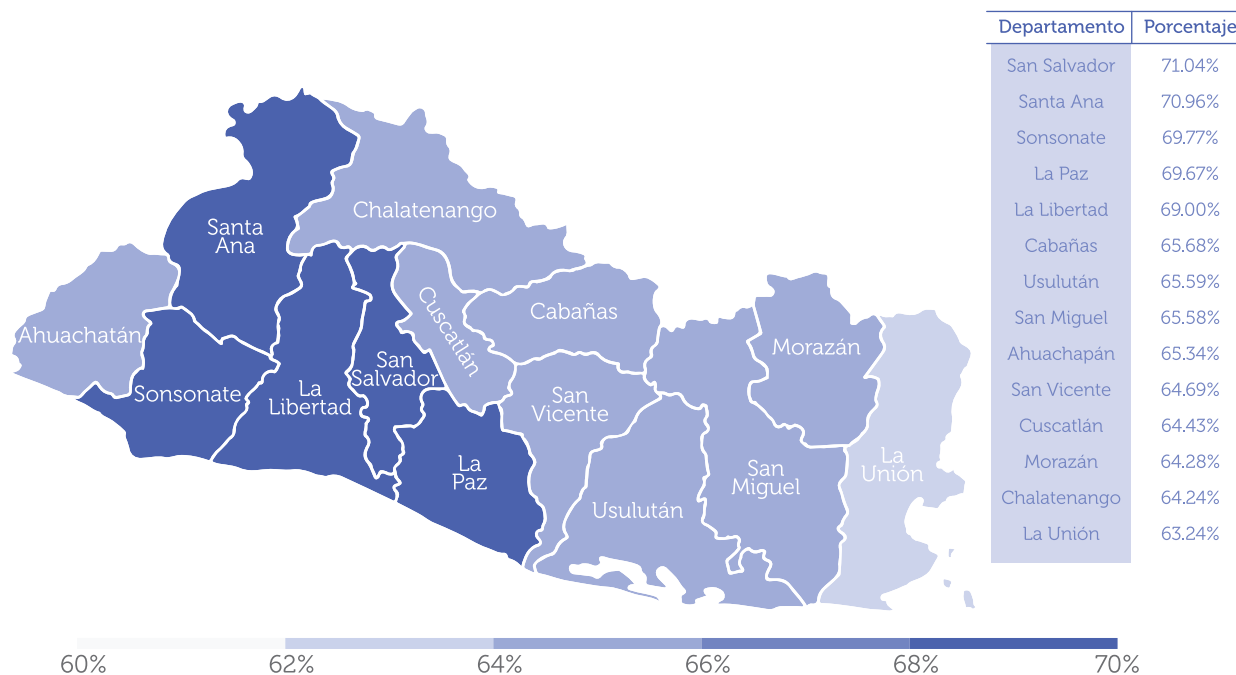 Departamento Porcentaje
San Salvador 71.04%
Santa Ana 70.96%
Sonsonate 69.77%
La Paz 69.67%
La Libertad 69.00%
Cabañas 65.68%
Usulután 65.59%
San Miguel 65.58%
Ahuachapán 65.34%
San Vicente 64.69%
Cuscatlán 64.43%
Morazán 64.28%
Chalatenango 64.24%
La Unión 63.24%
Chalatenango
Santa
Ana
Cabañas
Cuscatlán
Ahuachatán
Morazán
San
Salvador
Sonsonate
La
Libertad
San
Vicente
La
Paz
La
Unión
San
Miguel
Usulután
60% 62% 64% 66% 68% 70%